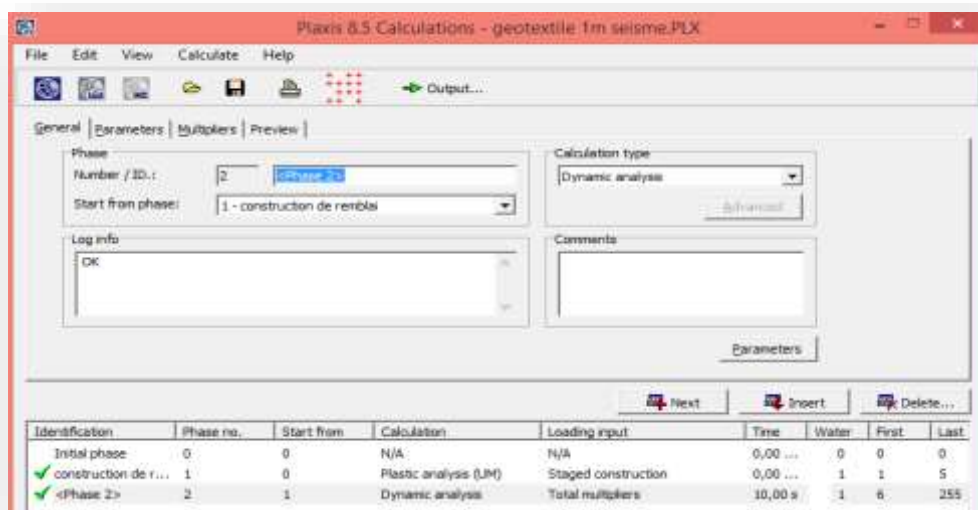 Plaxis 8.5 Calculations - geotextile 1m seisme.PLX
File Edit View Calculate Help
Output...
General Parameters Multipliers Preview
Phase
Number / ID.: 2 <Phase 2>
Start from phase: 1 - construction de remblai
Calculation type
Dynamic analysis
Advanced
Log info
OK
Comments
Parameters
Next Insert Delete...
Identification Phase no. Start from Calculation Loading input Time Water First Last
Initial phase 0 0 N/A N/A 0,00 ... 0 0 0
construction de r... 1 0 Plastic analysis (UM) Staged construction 0,00 ... 1 1 5
<Phase 2> 2 1 Dynamic analysis Total multipliers 10,00 s 1 6 255